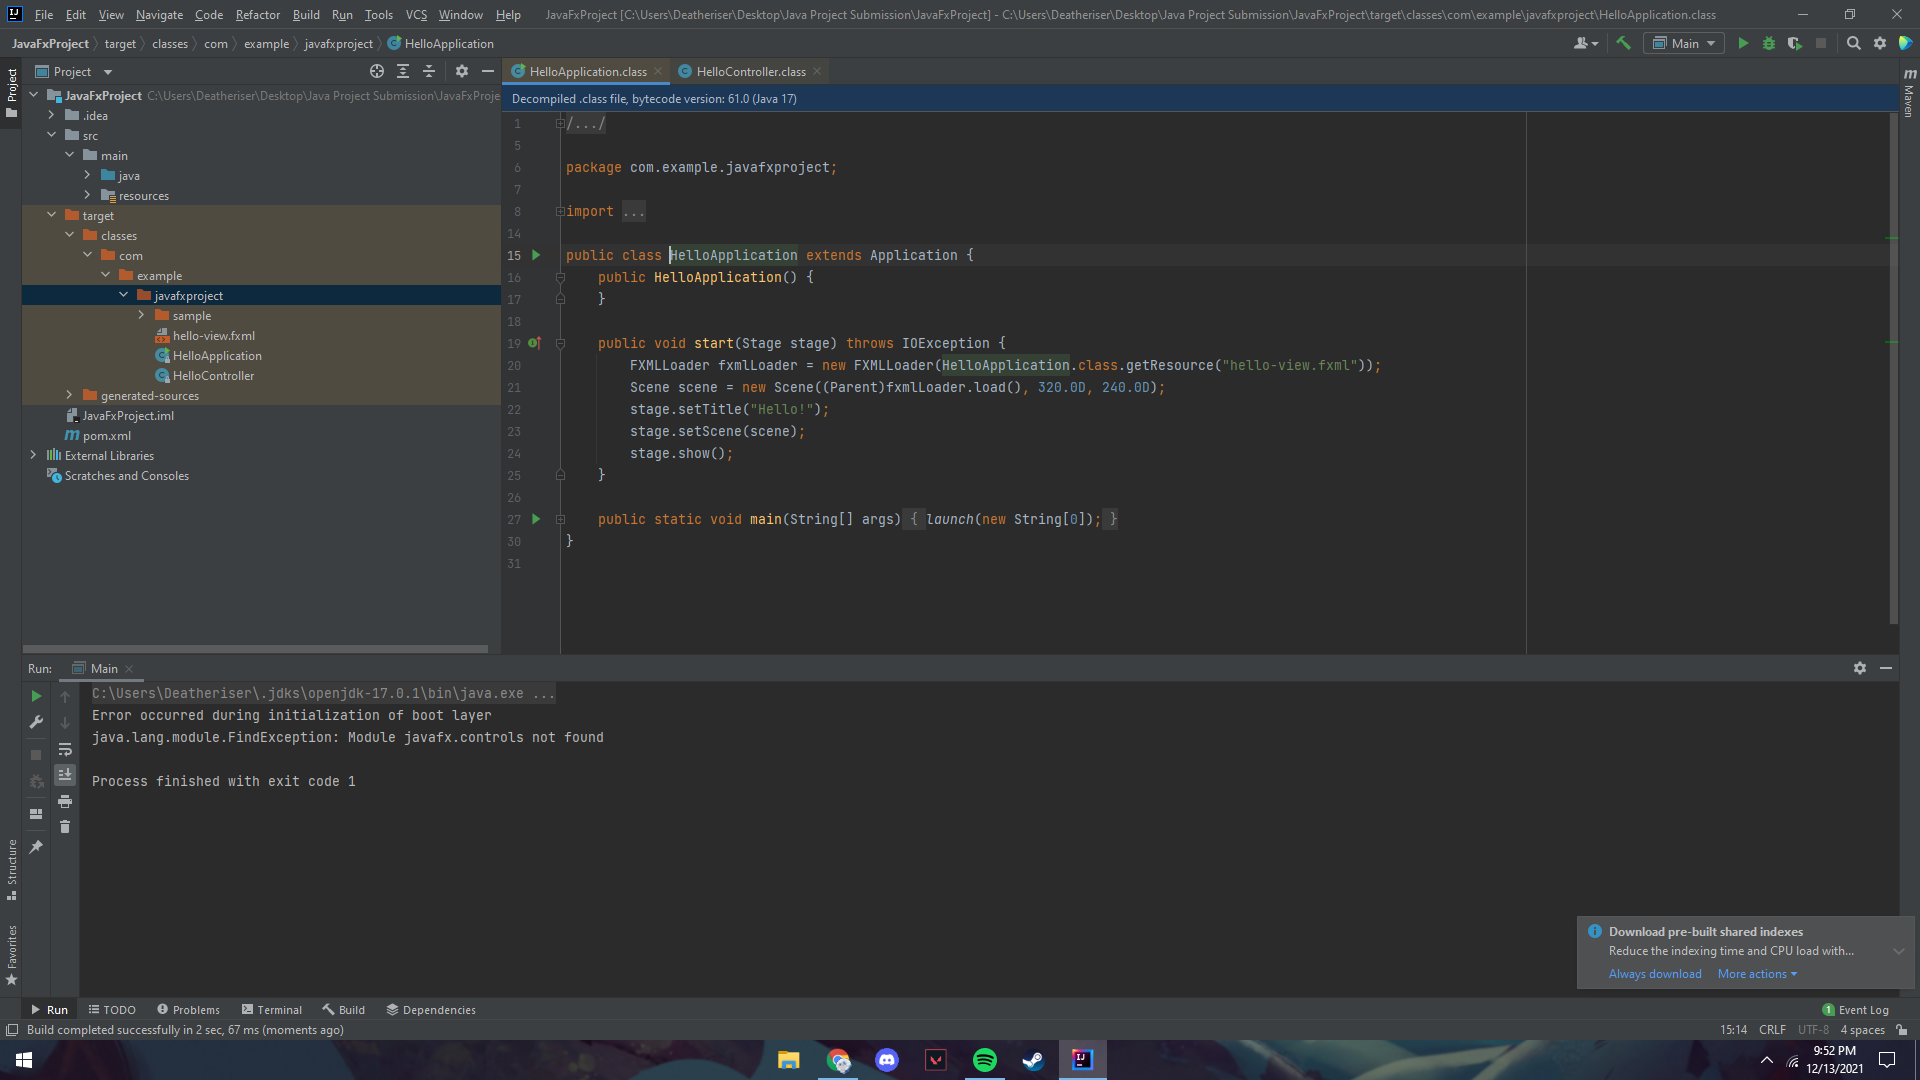 File Edit View Navigate Code Refactor Build Run Tools VCS Window Help JavaFxProject [C:\Users\Deatheriser\Desktop\Java Project Submission\JavaFxProject] - C:\Users\Deatheriser\Desktop\Java Project Submission\JavaFxProject\target\classes\com\example\javafxproject\HelloApplication.class
JavaFxProject target classes com example javafxproject HelloApplication Main
Project HelloApplication.class HelloController.class
Project
Maven
JavaFxProject C:\Users\Deatheriser\Desktop\Java Project Submission\JavaFxProje
.idea
src
main
java
resources
target
classes
com
example
javafxproject
sample
hello-view.fxml
HelloApplication
HelloController
generated-sources
JavaFxProject.iml
pom.xml
External Libraries
Scratches and Consoles
Decompiled .class file, bytecode version: 61.0 (Java 17)
1 /.../
5
6 package com.example.javafxproject;
7
8 import ...
14
15 public class HelloApplication extends Application {
16 public HelloApplication() {
17 }
18
19 public void start(Stage stage) throws IOException {
20 FXMLLoader fxmlLoader = new FXMLLoader(HelloApplication.class.getResource("hello-view.fxml"));
21 Scene scene = new Scene((Parent)fxmlLoader.load(), 320.0D, 240.0D);
22 stage.setTitle("Hello!");
23 stage.setScene(scene);
24 stage.show();
25 }
26
27 public static void main(String[] args) { launch(new String[0]); }
30 }
31
Run: Main
C:\Users\Deatheriser\.jdks\openjdk-17.0.1\bin\java.exe ...
Error occurred during initialization of boot layer
java.lang.module.FindException: Module javafx.controls not found
Process finished with exit code 1
Structure
Favorites
Download pre-built shared indexes
Reduce the indexing time and CPU load with...
Always download More actions
Run TODO Problems Terminal Build Dependencies 1 Event Log
Build completed successfully in 2 sec, 67 ms (moments ago) 15:14 CRLF UTF-8 4 spaces
9:52 PM
12/13/2021